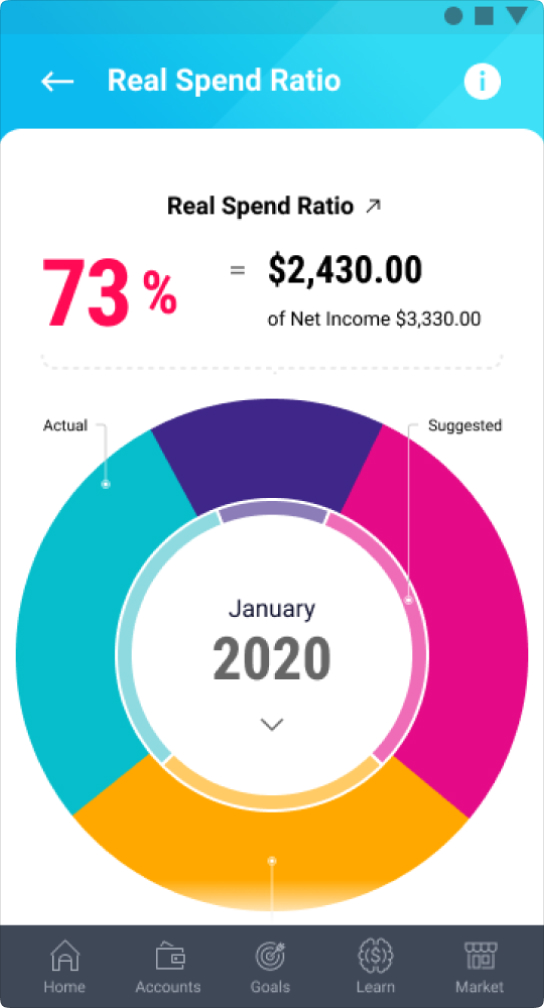 Real Spend Ratio
i
Real Spend Ratio
73 % = $2,430.00
of Net Income $3,330.00
Actual
Suggested
January
2020
Home
Accounts
Goals
Learn
Market